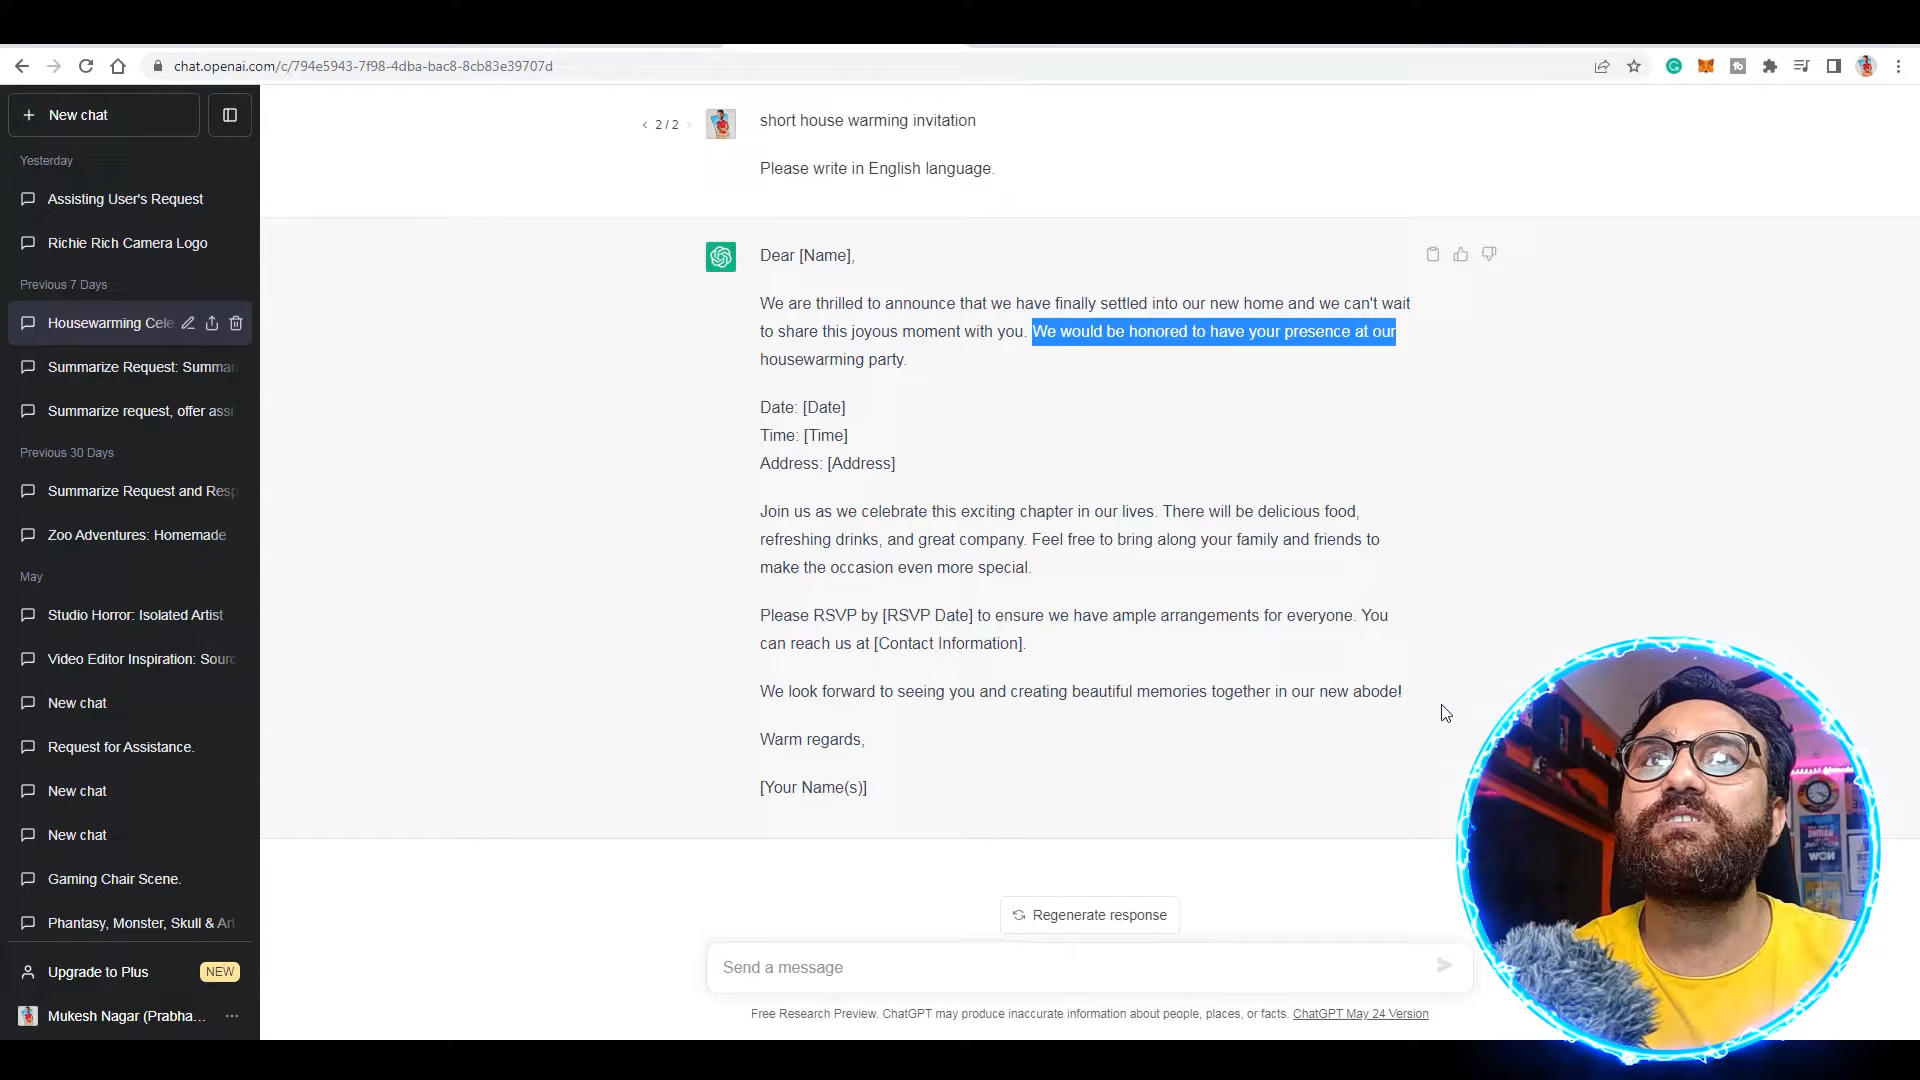 chat.openai.com/c/794e5943-7f98-4dba-bac8-8cb83e39707d
New chat
Yesterday
Assisting User's Request
Richie Rich Camera Logo
Previous 7 Days
Housewarming Cele
Summarize Request: Summar
Summarize request, offer assi
Previous 30 Days
Summarize Request and Resp
Zoo Adventures: Homemade
May
Studio Horror: Isolated Artist
Video Editor Inspiration: Sourc
New chat
Request for Assistance.
New chat
New chat
Gaming Chair Scene.
Phantasy, Monster, Skull & Art
Upgrade to Plus NEW
Mukesh Nagar (Prabha...
2 / 2
short house warming invitation
Please write in English language.
Dear [Name],
We are thrilled to announce that we have finally settled into our new home and we can't wait
to share this joyous moment with you. We would be honored to have your presence at our
housewarming party.
Date: [Date]
Time: [Time]
Address: [Address]
Join us as we celebrate this exciting chapter in our lives. There will be delicious food,
refreshing drinks, and great company. Feel free to bring along your family and friends to
make the occasion even more special.
Please RSVP by [RSVP Date] to ensure we have ample arrangements for everyone. You
can reach us at [Contact Information].
We look forward to seeing you and creating beautiful memories together in our new abode!
Warm regards,
[Your Name(s)]
Regenerate response
Send a message
Free Research Preview. ChatGPT may produce inaccurate information about people, places, or facts. ChatGPT May 24 Version